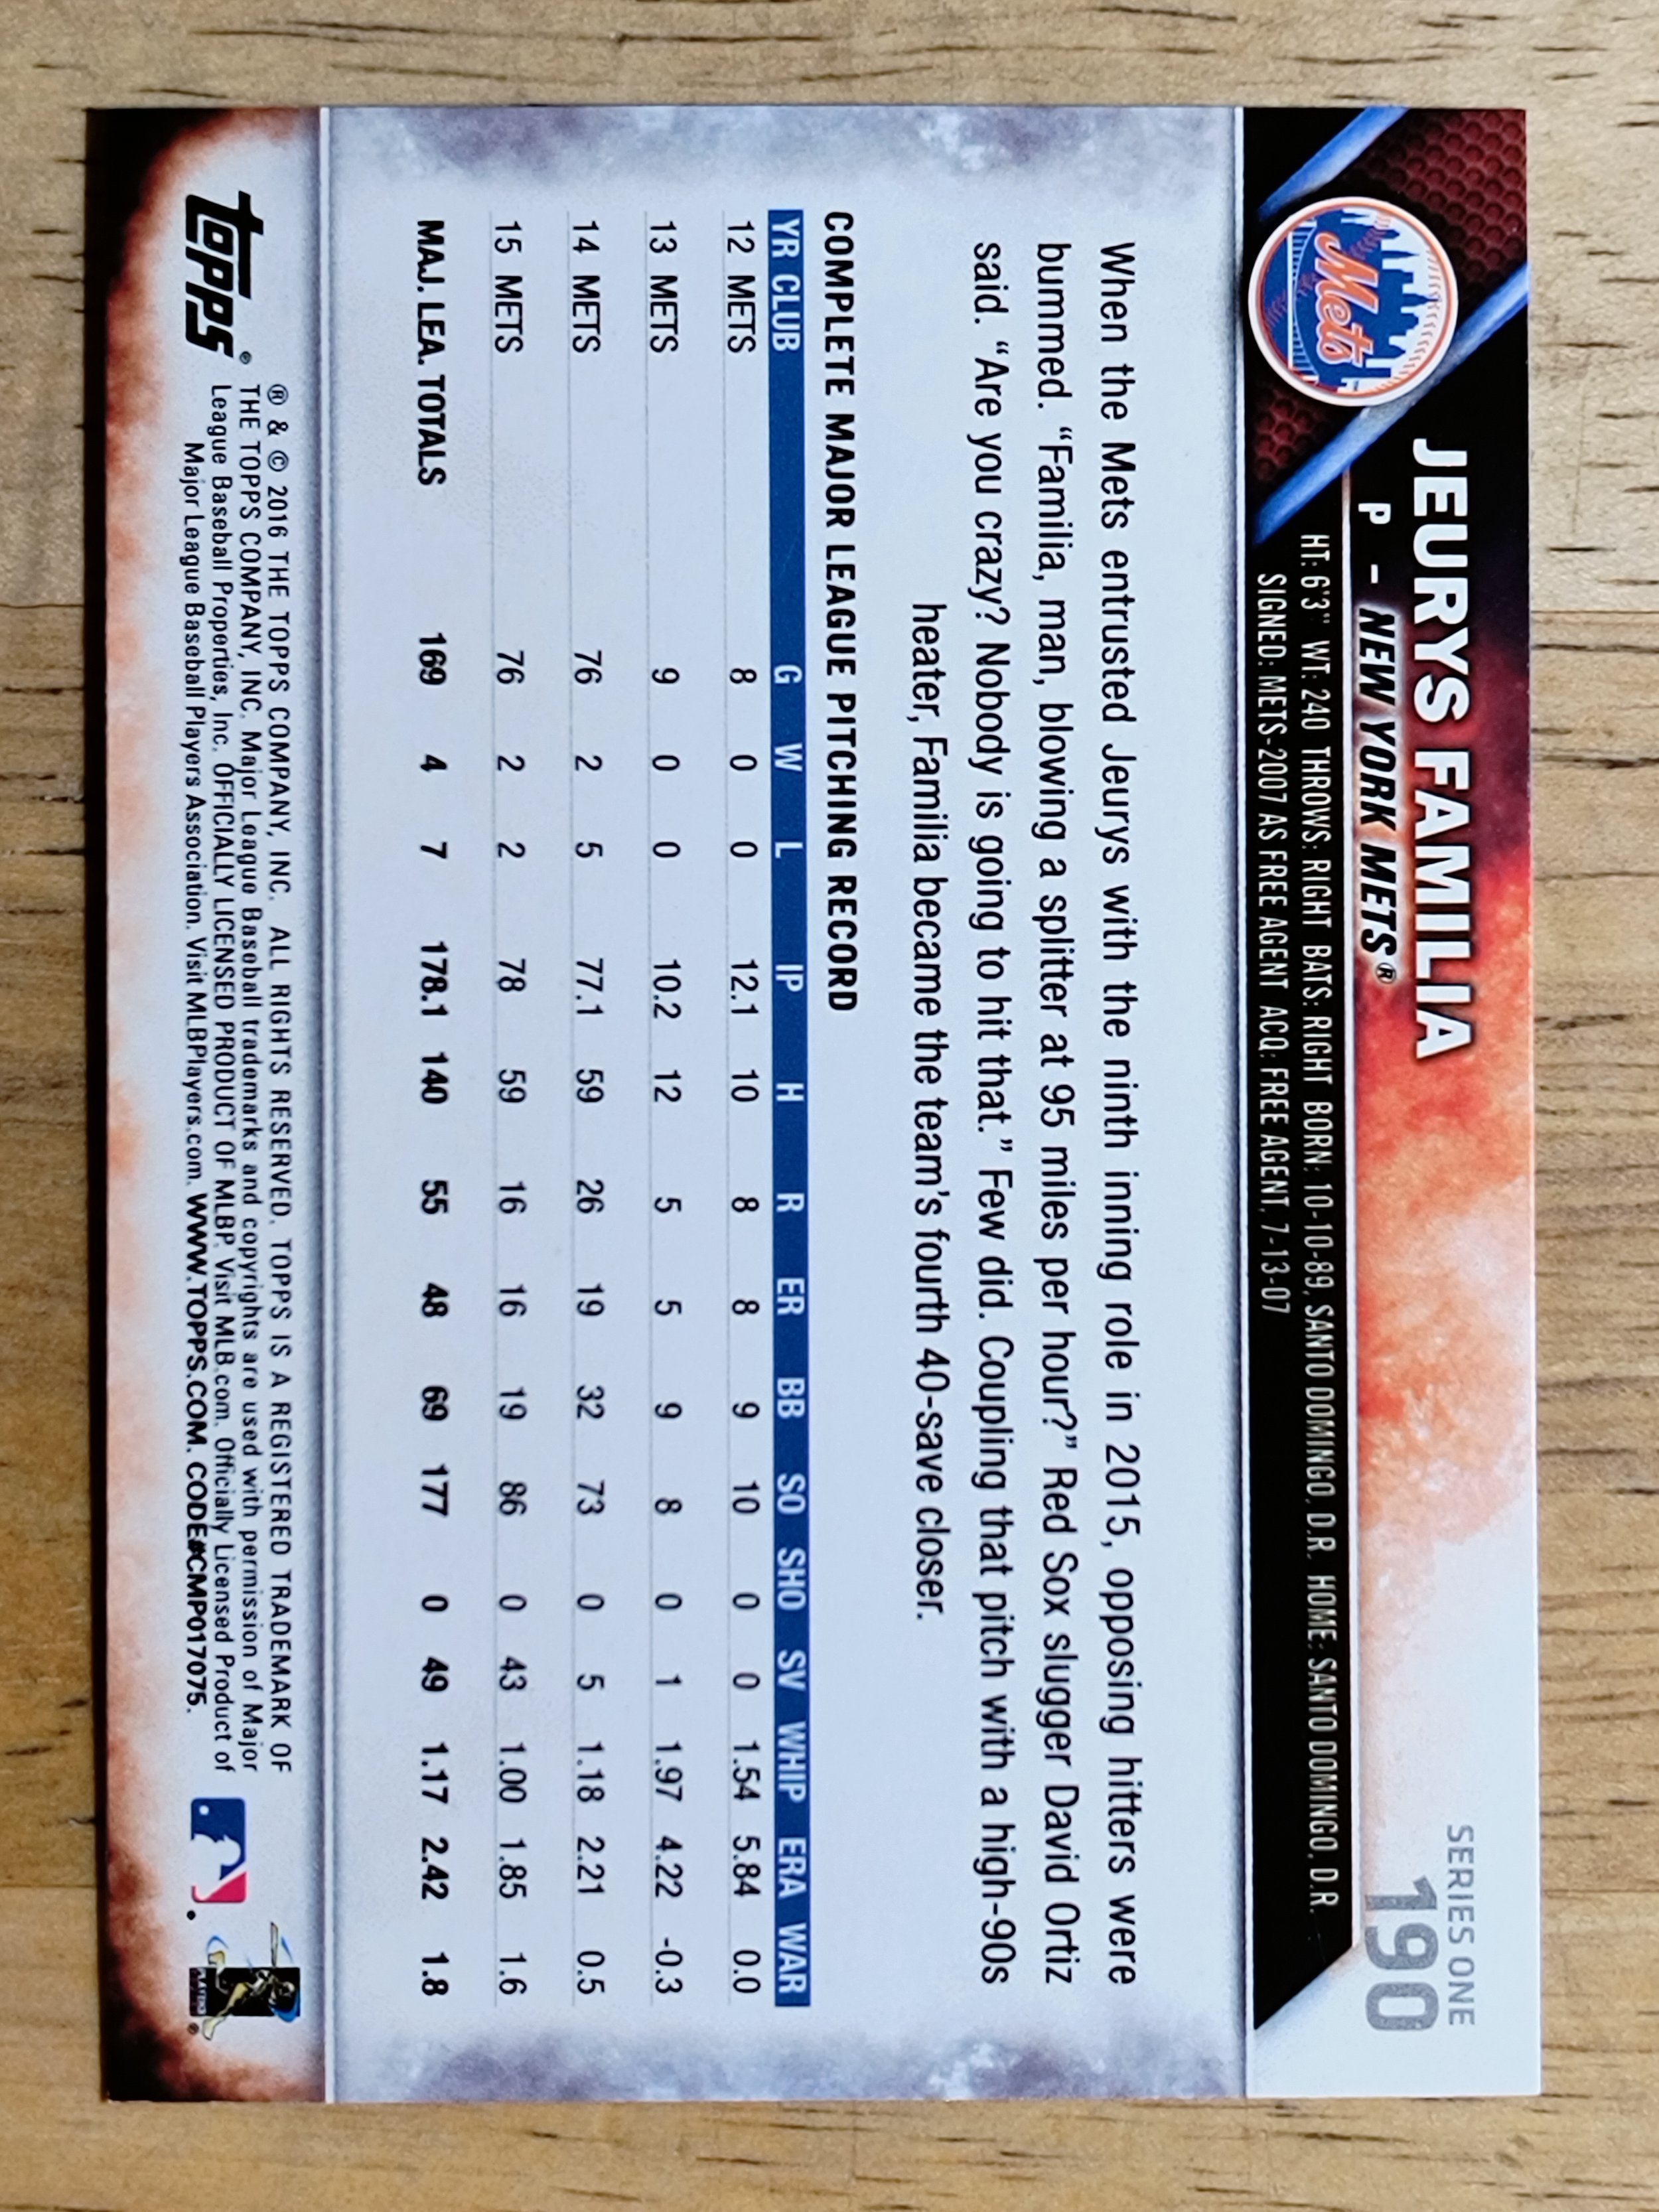 SERIES ONE
190
JEURYS FAMILIA
P - NEW YORK METS®
Mets
HT: 6'3" WT: 240 THROWS: RIGHT BATS: RIGHT BORN: 10-10-89, SANTO DOMINGO, D.R. HOME: SANTO DOMINGO, D.R.
SIGNED: METS-2007 AS FREE AGENT ACQ: FREE AGENT, 7-13-07
When the Mets entrusted Jeurys with the ninth inning role in 2015, opposing hitters were
bummed. “Familia, man, blowing a splitter at 95 miles per hour?” Red Sox slugger David Ortiz
said. “Are you crazy? Nobody is going to hit that.” Few did. Coupling that pitch with a high-90s
heater, Familia became the team's fourth 40-save closer.
COMPLETE MAJOR LEAGUE PITCHING RECORD
YR CLUB G W L IP H R ER BB SO SHO SV WHIP ERA WAR
12 METS 8 0 0 12.1 10 8 8 9 10 0 0 1.54 5.84 0.0
13 METS 9 0 0 10.2 12 5 5 9 8 0 1 1.97 4.22 -0.3
14 METS 76 2 5 77.1 59 26 19 32 73 0 5 1.18 2.21 0.5
15 METS 76 2 2 78 59 16 16 19 86 0 43 1.00 1.85 1.6
MAJ. LEA. TOTALS 169 4 7 178.1 140 55 48 69 177 0 49 1.17 2.42 1.8
topps®
® & © 2016 THE TOPPS COMPANY, INC. ALL RIGHTS RESERVED. TOPPS IS A REGISTERED TRADEMARK OF
THE TOPPS COMPANY, INC. Major League Baseball trademarks and copyrights are used with permission of Major
League Baseball Properties, Inc. OFFICIALLY LICENSED PRODUCT OF MLBP. Visit MLB.com. Officially Licensed Product of
Major League Baseball Players Association. Visit MLBPlayers.com. WWW.TOPPS.COM. CODE#CMP017075.